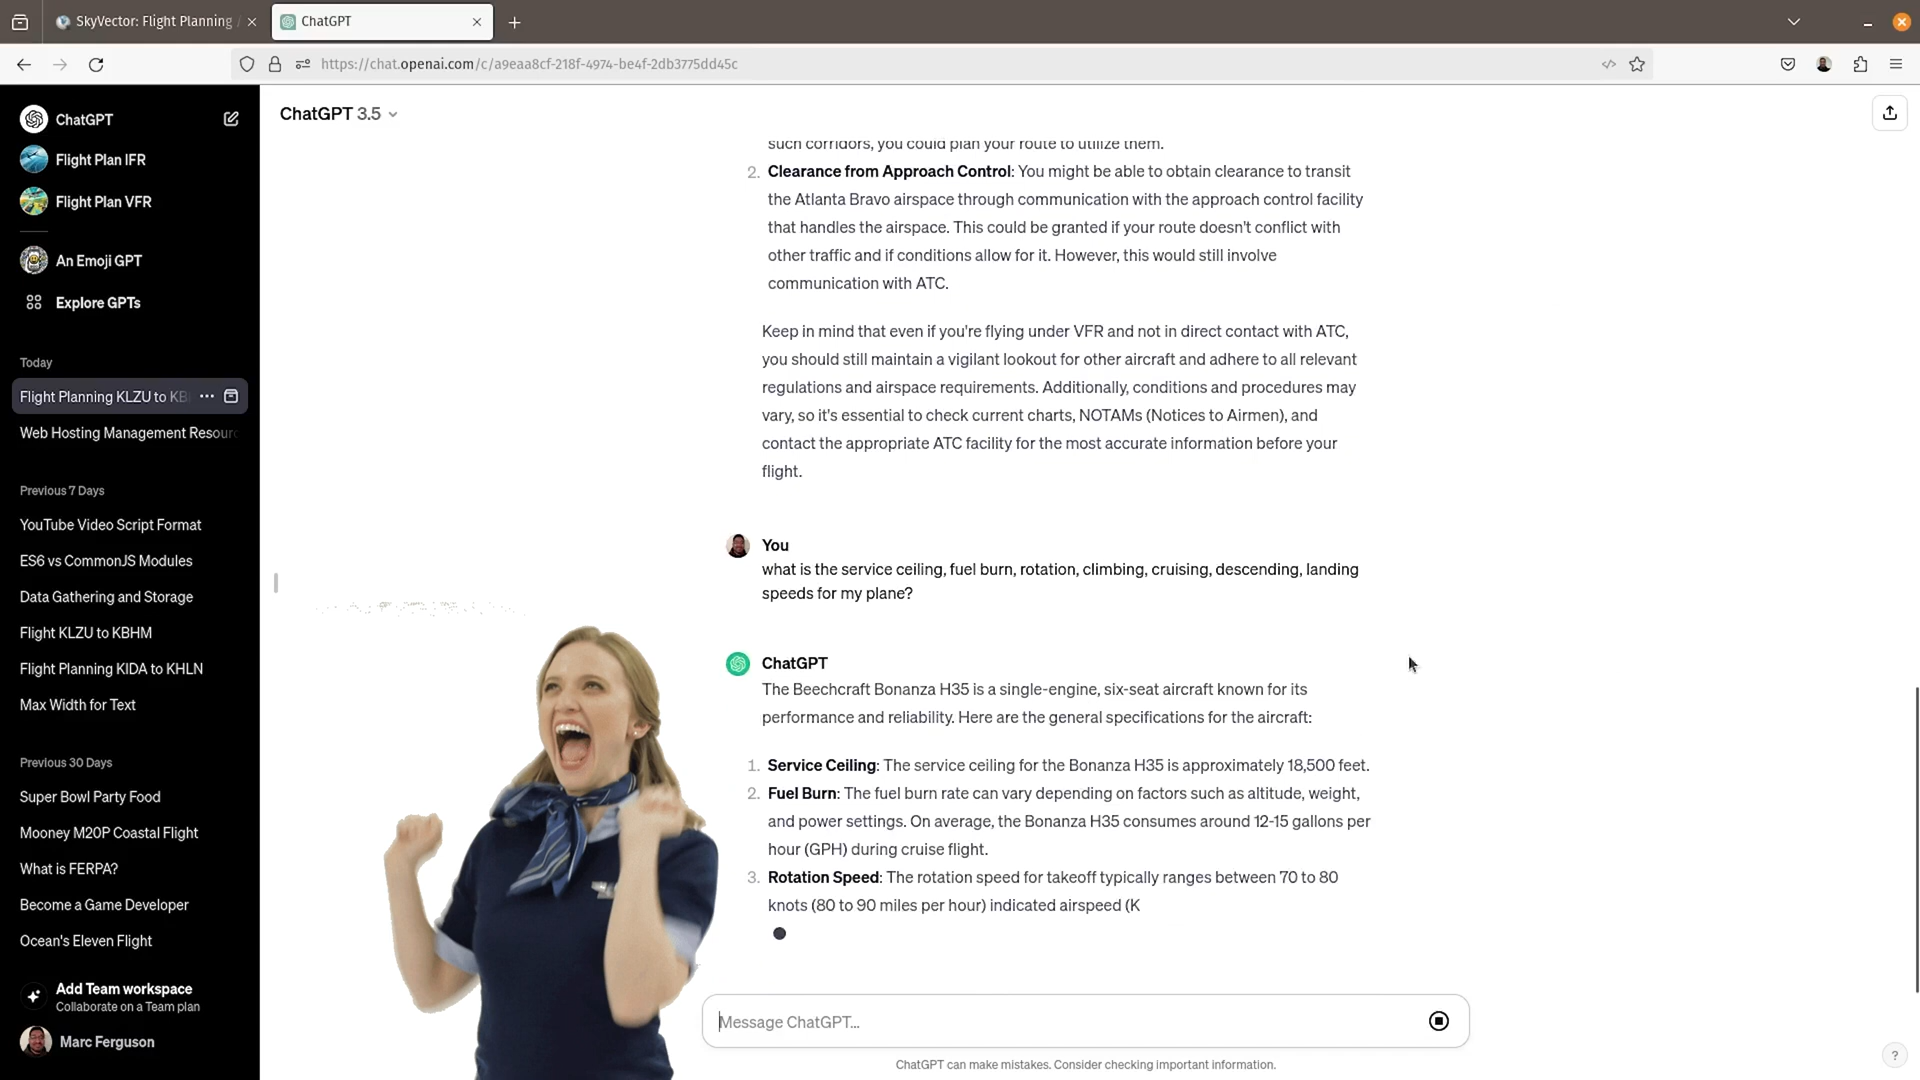 SkyVector: Flight Planning /
ChatGPT
https://chat.openai.com/c/a9eaa8cf-218f-4974-be4f-2db3775dd45c
ChatGPT
Flight Plan IFR
Flight Plan VFR
An Emoji GPT
Explore GPTs
Today
Flight Planning KLZU to KB
Web Hosting Management Resour
Previous 7 Days
YouTube Video Script Format
ES6 vs CommonJS Modules
Data Gathering and Storage
Flight KLZU to KBHM
Flight Planning KIDA to KHLN
Max Width for Text
Previous 30 Days
Super Bowl Party Food
Mooney M20P Coastal Flight
What is FERPA?
Become a Game Developer
Ocean's Eleven Flight
Add Team workspace
Collaborate on a Team plan
Marc Ferguson
ChatGPT 3.5
such corridors, you could plan your route to utilize them.
2. Clearance from Approach Control: You might be able to obtain clearance to transit
the Atlanta Bravo airspace through communication with the approach control facility
that handles the airspace. This could be granted if your route doesn't conflict with
other traffic and if conditions allow for it. However, this would still involve
communication with ATC.
Keep in mind that even if you're flying under VFR and not in direct contact with ATC,
you should still maintain a vigilant lookout for other aircraft and adhere to all relevant
regulations and airspace requirements. Additionally, conditions and procedures may
vary, so it's essential to check current charts, NOTAMs (Notices to Airmen), and
contact the appropriate ATC facility for the most accurate information before your
flight.
You
what is the service ceiling, fuel burn, rotation, climbing, cruising, descending, landing
speeds for my plane?
ChatGPT
The Beechcraft Bonanza H35 is a single-engine, six-seat aircraft known for its
performance and reliability. Here are the general specifications for the aircraft:
1. Service Ceiling: The service ceiling for the Bonanza H35 is approximately 18,500 feet.
2. Fuel Burn: The fuel burn rate can vary depending on factors such as altitude, weight,
and power settings. On average, the Bonanza H35 consumes around 12-15 gallons per
hour (GPH) during cruise flight.
3. Rotation Speed: The rotation speed for takeoff typically ranges between 70 to 80
knots (80 to 90 miles per hour) indicated airspeed (K
Message ChatGPT...
ChatGPT can make mistakes. Consider checking important information.
?